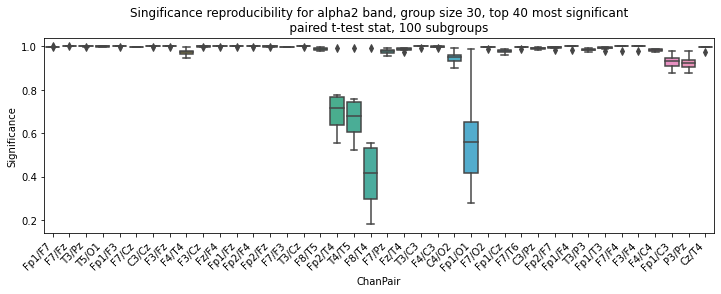 Singificance reproducibility for alpha2 band, group size 30, top 40 most significant
paired t-test stat, 100 subgroups
Significance
1.0
0.8
0.6
0.4
0.2
Fp1/F7
F7/Fz
T3/Pz
T5/O1
Fp1/F3
F7/Cz
C3/Cz
F3/Fz
F4/T4
F3/Cz
Fz/F4
Fp1/Fz
Fp2/F4
Fp2/Fz
F7/F3
T3/Cz
F8/T5
Fp2/T4
T4/T5
F8/T4
F7/Pz
Fz/T4
T3/C3
F4/C3
C4/O2
Fp1/O1
F7/O2
Fp1/Cz
F7/T6
C3/Pz
Fp2/F7
Fp1/F4
T3/P3
Fp1/T3
F7/F4
F3/F4
F4/C4
Fp1/C3
P3/Pz
Cz/T4
ChanPair